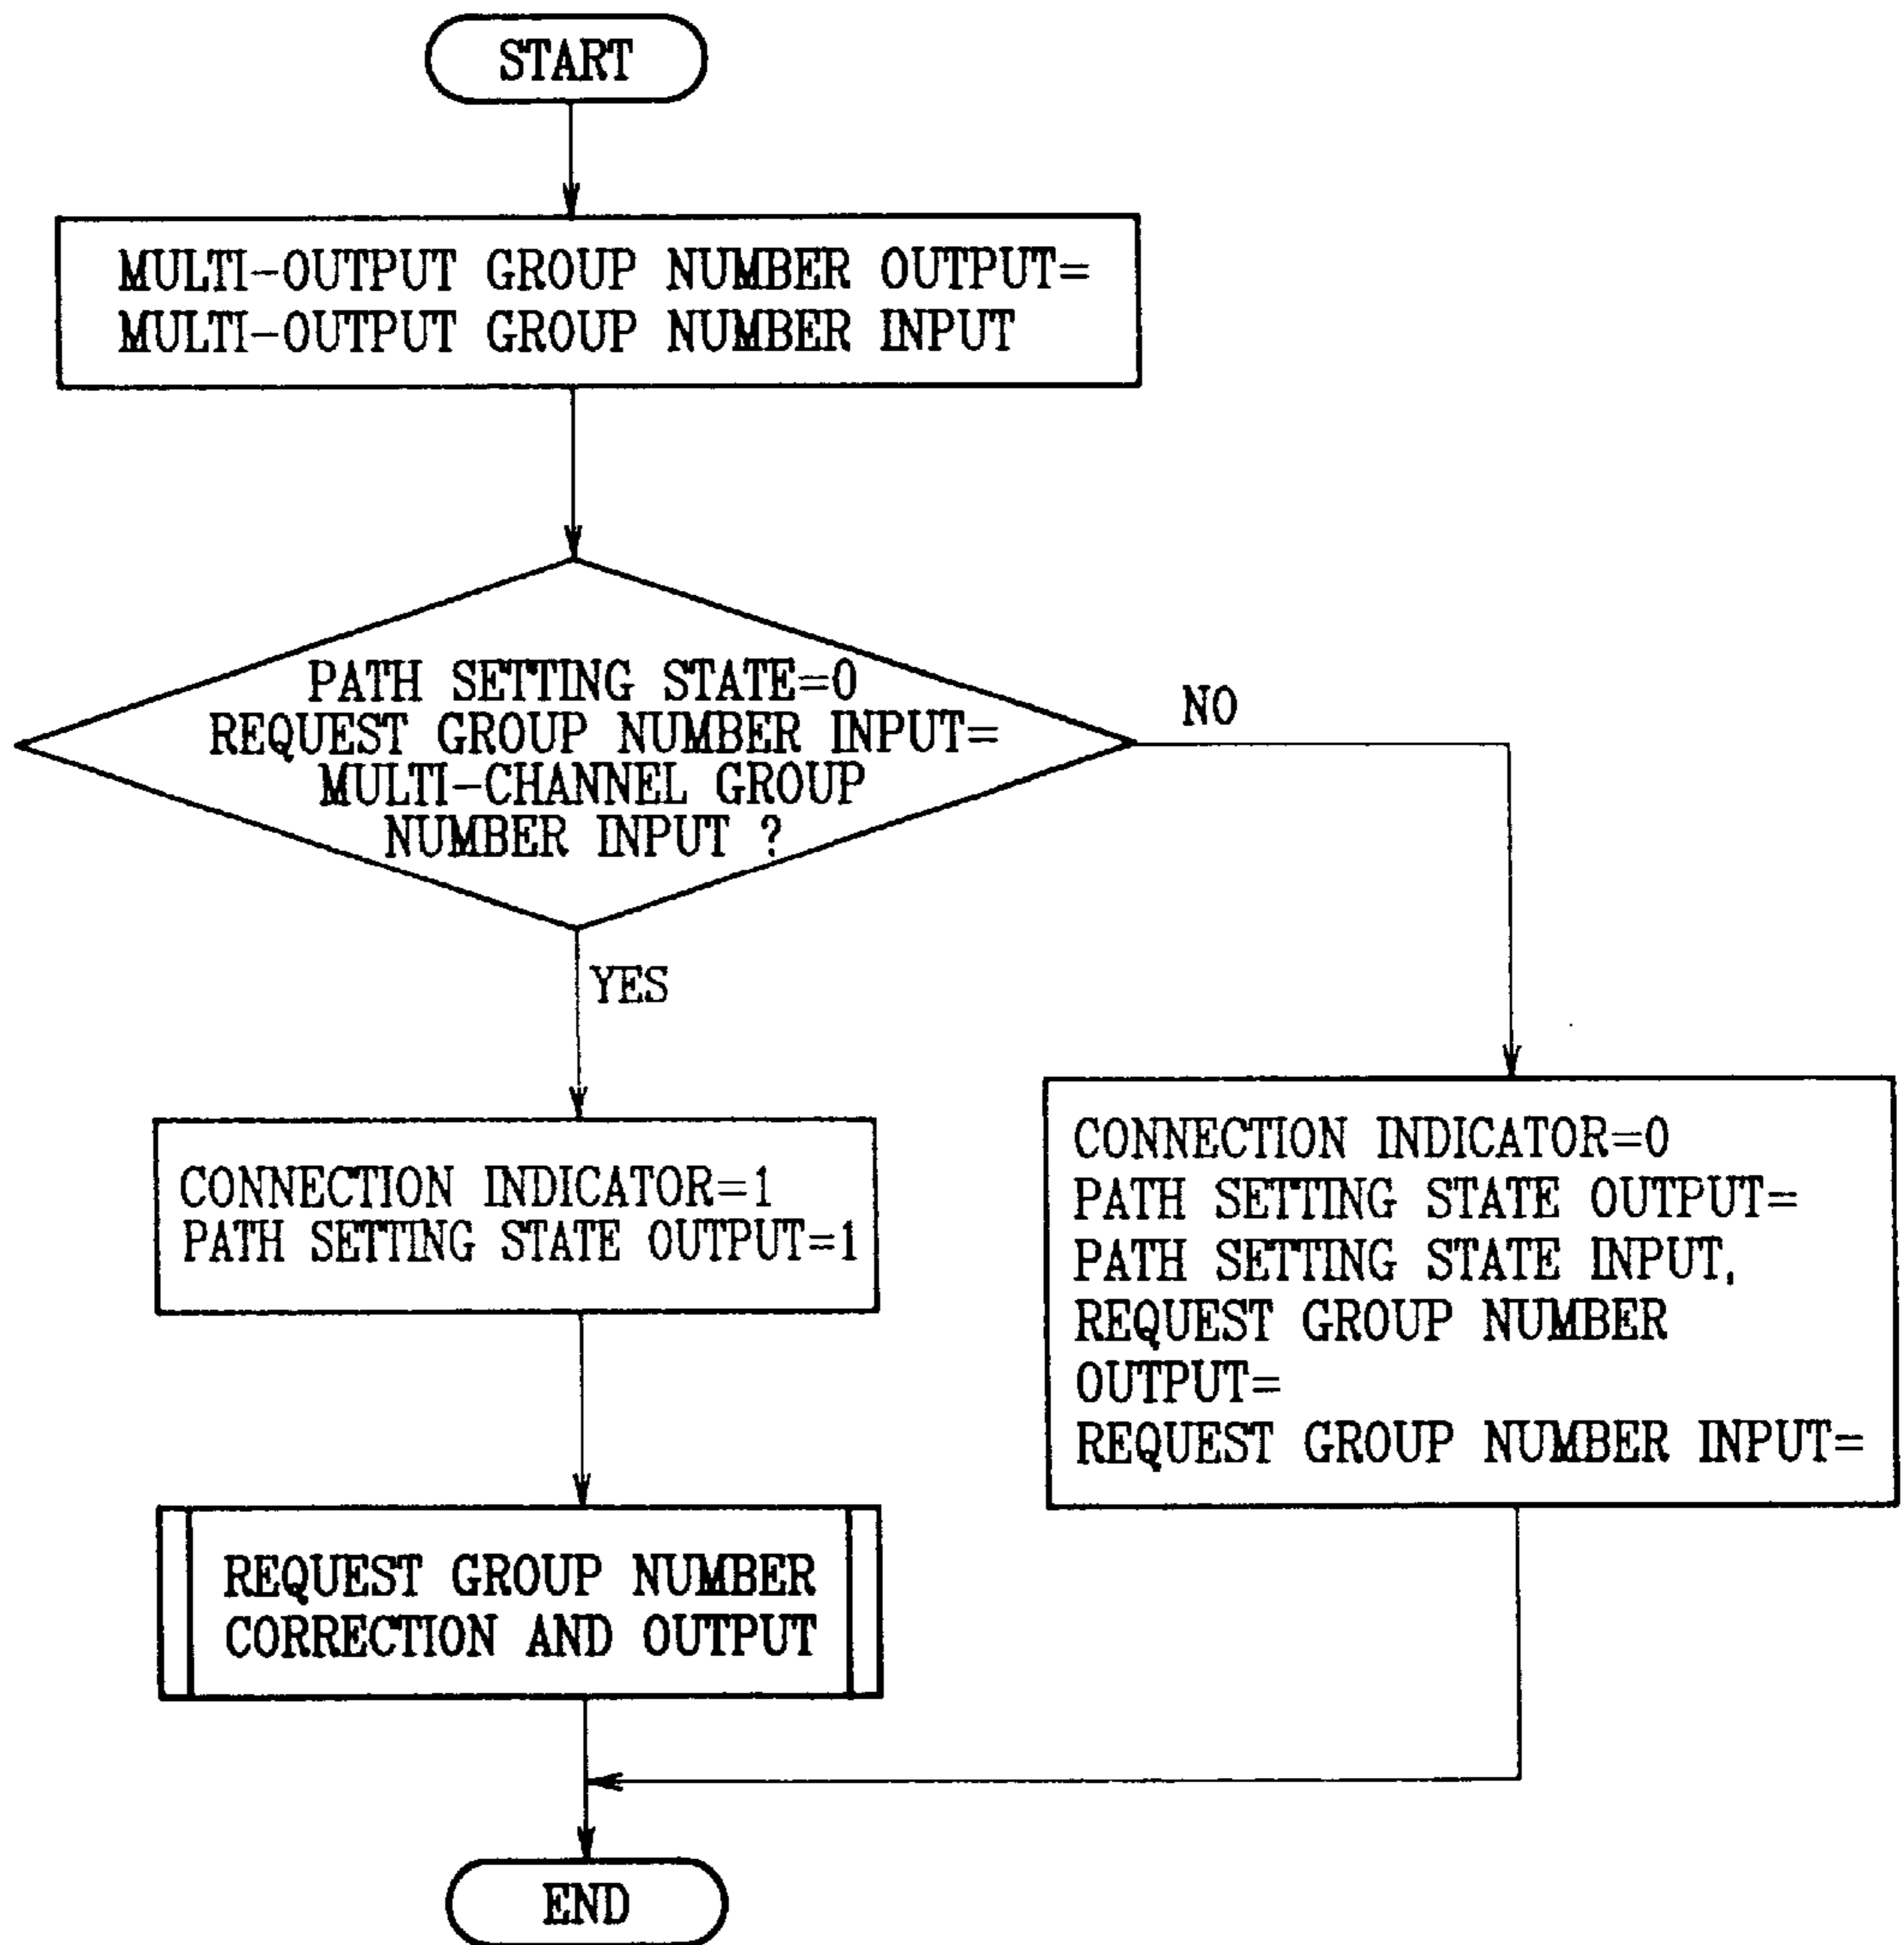 START
MULTI-OUTPUT GROUP NUMBER OUTPUT=
MULTI-OUTPUT GROUP NUMBER INPUT
PATH SETTING STATE=0
REQUEST GROUP NUMBER INPUT=
MULTI-CHANNEL GROUP
NUMBER INPUT ?
NO
YES
CONNECTION INDICATOR=1
PATH SETTING STATE OUTPUT=1
CONNECTION INDICATOR=0
PATH SETTING STATE OUTPUT=
PATH SETTING STATE INPUT,
REQUEST GROUP NUMBER
OUTPUT=
REQUEST GROUP NUMBER INPUT=
REQUEST GROUP NUMBER
CORRECTION AND OUTPUT
END